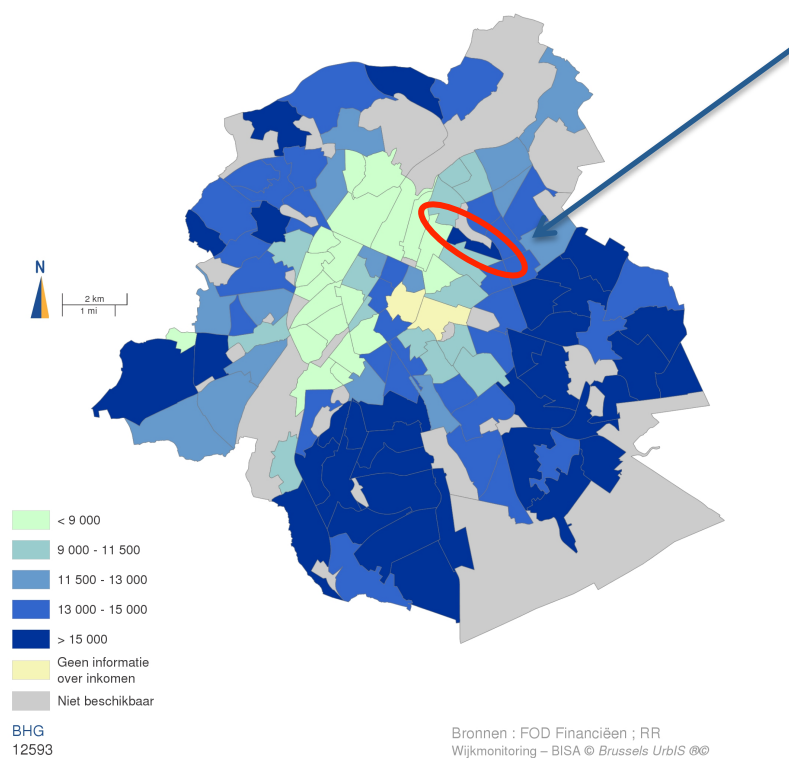 N
2 km
1 mi
< 9 000
9 000 - 11 500
11 500 - 13 000
13 000 - 15 000
> 15 000
Geen informatie
over inkomen
Niet beschikbaar
BHG
12593
Bronnen : FOD Financiëen ; RR
Wijkmonitoring – BISA © Brussels UrbIS ®©